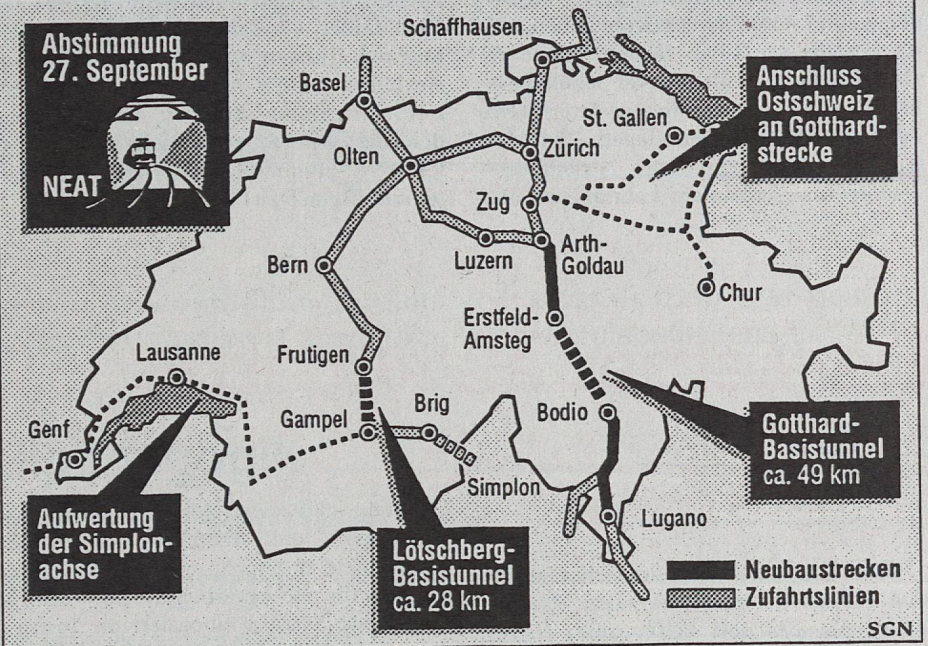 Abstimmung
27. September
NEAT
Schaffhausen
Basel
Anschluss
Ostschweiz
an Gotthard-
strecke
St. Gallen
Olten
Zürich
Zug
Luzern
Arth-
Goldau
Bern
Chur
Erstfeld-
Amsteg
Lausanne
Frutigen
Genf
Gampel
Brig
Bodio
Gotthard-
Basistunnel
ca. 49 km
Simplon
Lugano
Aufwertung
der Simplon-
achse
Lötschberg-
Basistunnel
ca. 28 km
Neubaustrecken
Zufahrtslinien
SGN